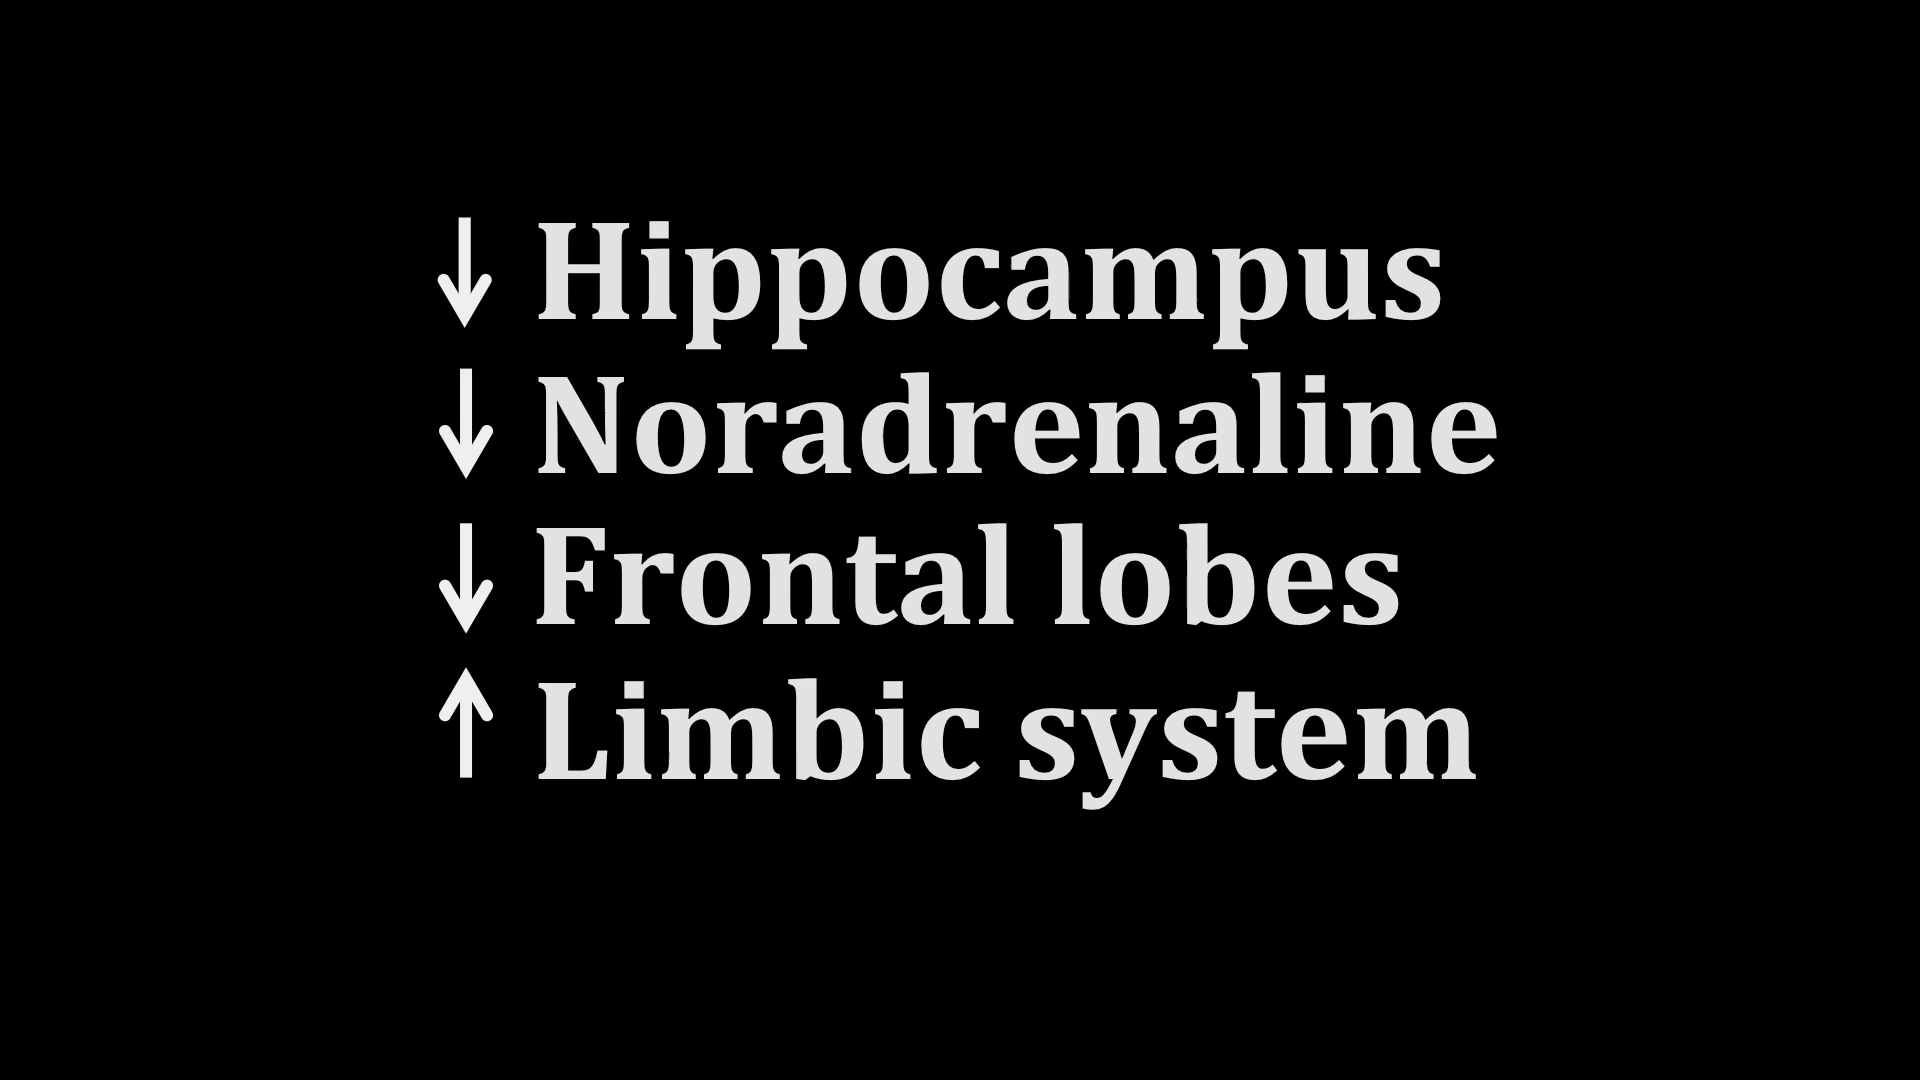 ↓ Hippocampus
↓ Noradrenaline
↓ Frontal lobes
↑ Limbic system